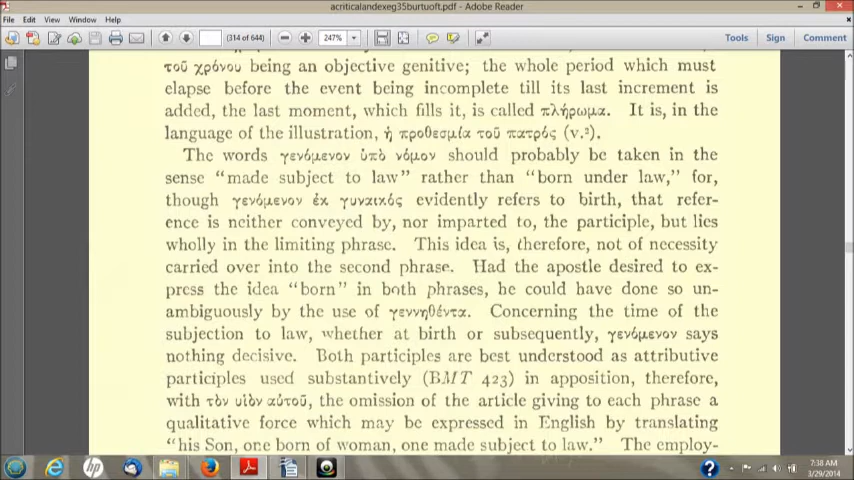 acriticalandexeg35burtuoft.pdf - Adobe Reader
File Edit View Window Help
(314 of 644) 247% Tools Sign Comment
τοῦ χρόνου being an objective genitive; the whole period which must
elapse before the event being incomplete till its last increment is
added, the last moment, which fills it, is called πλήρωμα. It is, in the
language of the illustration, ἡ προθεσμία τοῦ πατρός (v.²).
The words γενόμενον ὑπὸ νόμον should probably be taken in the
sense "made subject to law" rather than "born under law," for,
though γενόμενον ἐκ γυναικός evidently refers to birth, that refer-
ence is neither conveyed by, nor imparted to, the participle, but lies
wholly in the limiting phrase. This idea is, therefore, not of necessity
carried over into the second phrase. Had the apostle desired to ex-
press the idea "born" in both phrases, he could have done so un-
ambiguously by the use of γεννηθέντα. Concerning the time of the
subjection to law, whether at birth or subsequently, γενόμενον says
nothing decisive. Both participles are best understood as attributive
participles used substantively (BMT 423) in apposition, therefore,
with τὸν υἱὸν αὐτοῦ, the omission of the article giving to each phrase a
qualitative force which may be expressed in English by translating
"his Son, one born of woman, one made subject to law." The employ-
7:38 AM
3/29/2014